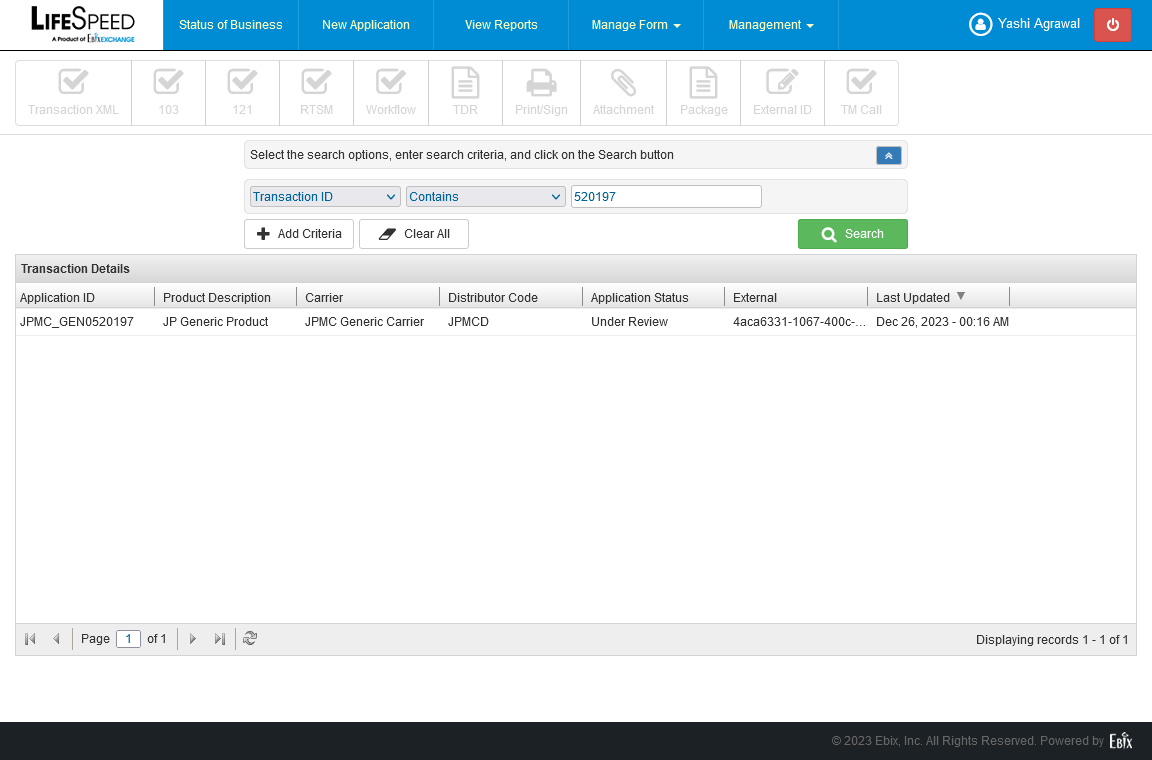 LIFESPEED
A Product of EbixEXCHANGE
Status of Business New Application View Reports Manage Form Management Yashi Agrawal
Transaction XML 103 121 RTSM Workflow TDR Print/Sign Attachment Package External ID TM Call
Select the search options, enter search criteria, and click on the Search button
Transaction ID Contains 520197
Add Criteria Clear All Search
Transaction Details
Application ID Product Description Carrier Distributor Code Application Status External Last Updated
JPMC_GEN0520197 JP Generic Product JPMC Generic Carrier JPMCD Under Review 4aca6331-1067-400c-... Dec 26, 2023 - 00:16 AM
Page 1 of 1 Displaying records 1 - 1 of 1
© 2023 Ebix, Inc. All Rights Reserved. Powered by EBIX